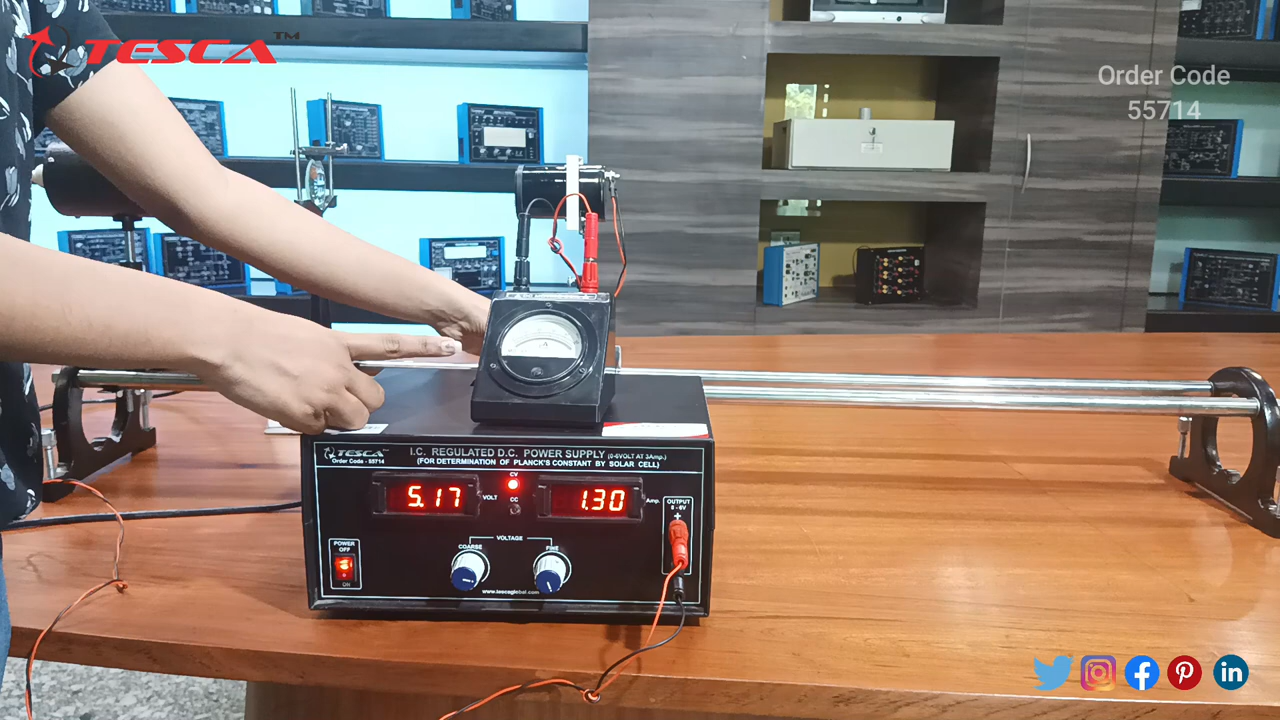 TESCA TM
Order Code
55714
TESCA
Order Code - 55714
I.C. REGULATED D.C. POWER SUPPLY (0-6VOLT AT 3Amp.)
(FOR DETERMINATION OF PLANCK'S CONSTANT BY SOLAR CELL)
5.17 VOLT
CV
CC
1.30 Amp.
OUTPUT
0 - 6V
+
POWER
OFF
ON
VOLTAGE
COARSE
FINE
www.tescaglobal.com